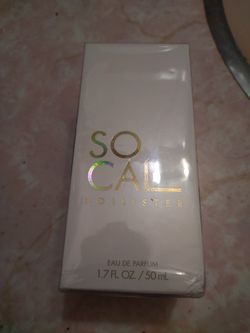 SO
CAL
HOLLISTER
EAU DE PARFUM
1.7 FL OZ / 50 mL